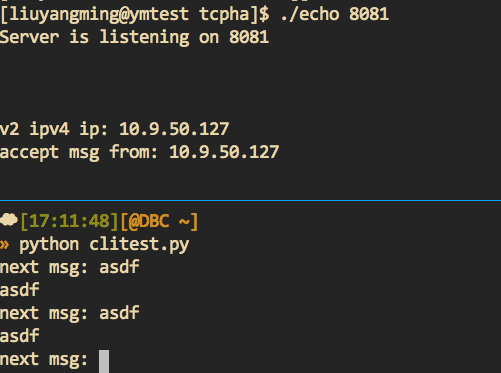 [liuyangming@ymtest tcpha]$ ./echo 8081
Server is listening on 8081
v2 ipv4 ip: 10.9.50.127
accept msg from: 10.9.50.127
[17:11:48][@DBC ~]
» python clitest.py
next msg: asdf
asdf
next msg: asdf
asdf
next msg: